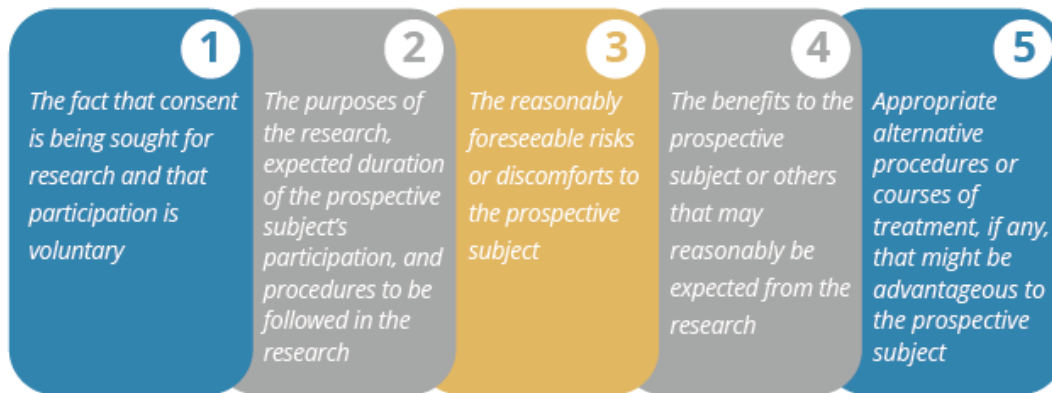 1
The fact that consent
is being sought for
research and that
participation is
voluntary
2
The purposes of
the research,
expected duration
of the prospective
subject's
participation, and
procedures to be
followed in the
research
3
The reasonably
foreseeable risks
or discomforts to
the prospective
subject
4
The benefits to the
prospective
subject or others
that may
reasonably be
expected from the
research
5
Appropriate
alternative
procedures or
courses of
treatment, if any,
that might be
advantageous to
the prospective
subject